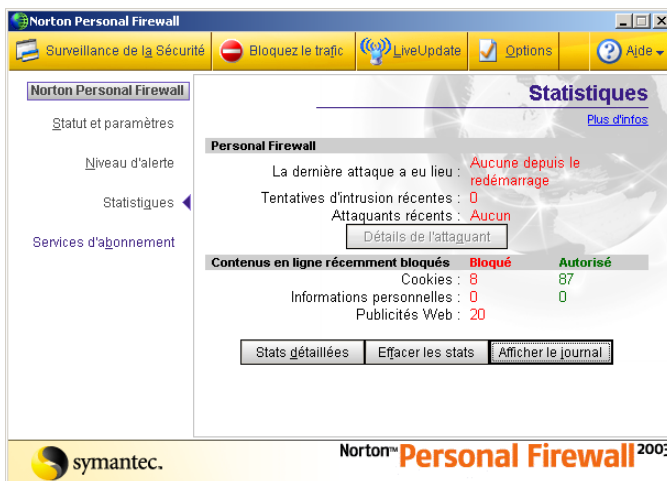 Norton Personal Firewall
Surveillance de la Sécurité Bloquez le trafic LiveUpdate Options Aide
Norton Personal Firewall
Statut et paramètres
Niveau d'alerte
Statistiques
Services d'abonnement
Statistiques
Plus d'infos
Personal Firewall
La dernière attaque a eu lieu : Aucune depuis le
redémarrage
Tentatives d'intrusion récentes : 0
Attaquants récents : Aucun
Détails de l'attaquant
Contenus en ligne récemment bloqués Bloqué Autorisé
Cookies : 8 87
Informations personnelles : 0 0
Publicités Web : 20
Stats détaillées Effacer les stats Afficher le journal
symantec.
Norton™ Personal Firewall 2003